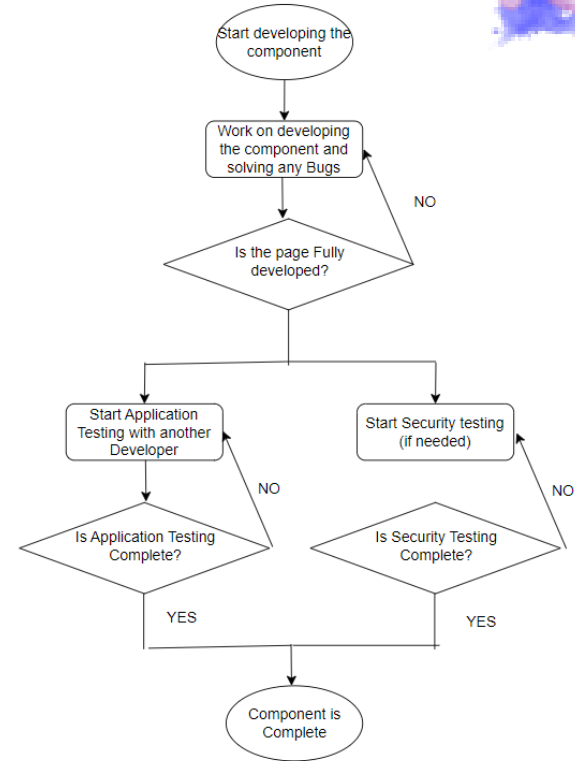 Start developing the
component
Work on developing
the component and
solving any Bugs
NO
Is the page Fully
developed?
Start Application
Testing with another
Developer
Start Security testing
(if needed)
NO
NO
Is Application Testing
Complete?
Is Security Testing
Complete?
YES
YES
Component is
Complete